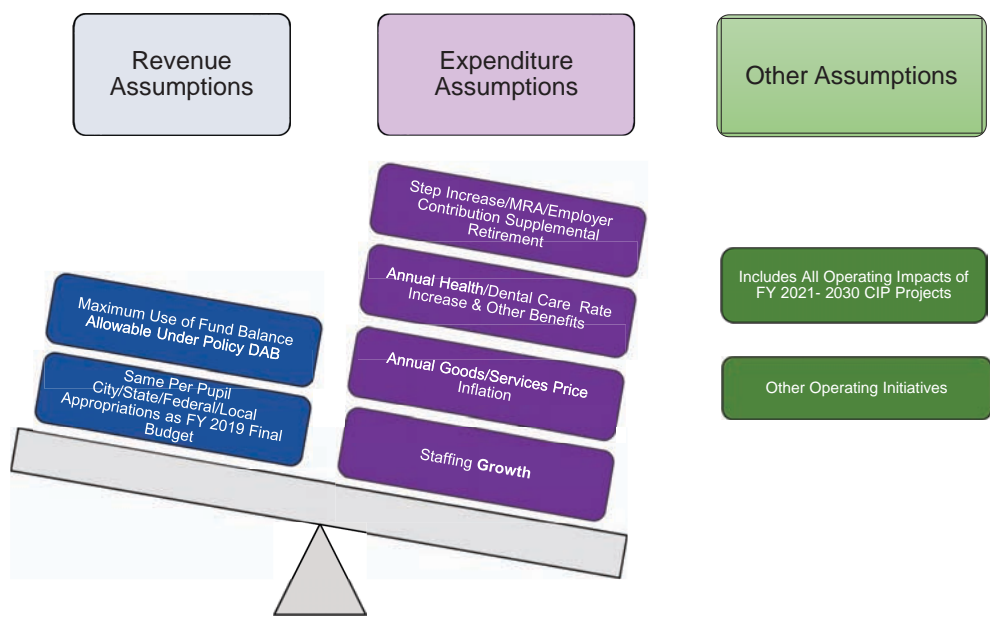 Revenue
Assumptions
Expenditure
Assumptions
Other Assumptions
Maximum Use of Fund Balance
Allowable Under Policy DAB
Same Per Pupil
City/State/Federal/Local
Appropriations as FY 2019 Final
Budget
Step Increase/MRA/Employer
Contribution Supplemental
Retirement
Annual Health/Dental Care Rate
Increase & Other Benefits
Annual Goods/Services Price
Inflation
Staffing Growth
Includes All Operating Impacts of
FY 2021- 2030 CIP Projects
Other Operating Initiatives